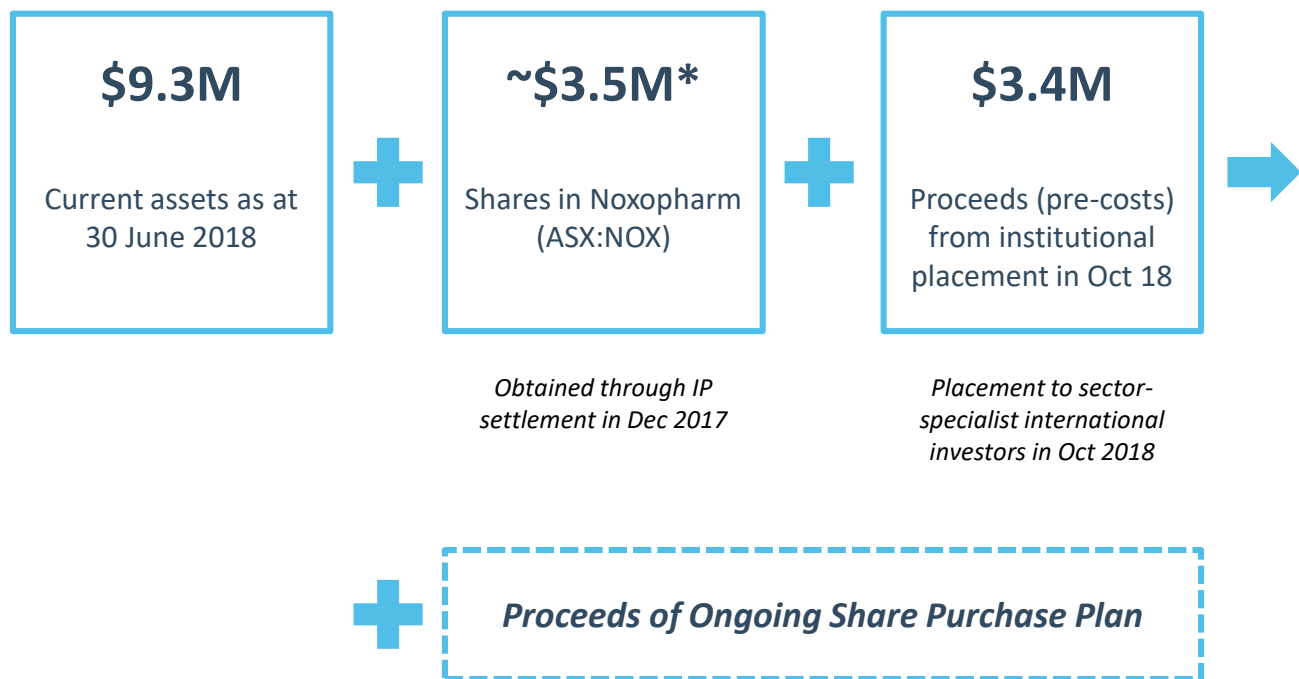 $9.3M
Current assets as at
30 June 2018
~$3.5M*
Shares in Noxopharm
(ASX:NOX)
$3.4M
Proceeds (pre-costs)
from institutional
placement in Oct 18
Obtained through IP
settlement in Dec 2017
Placement to sector-
specialist international
investors in Oct 2018
Proceeds of Ongoing Share Purchase Plan